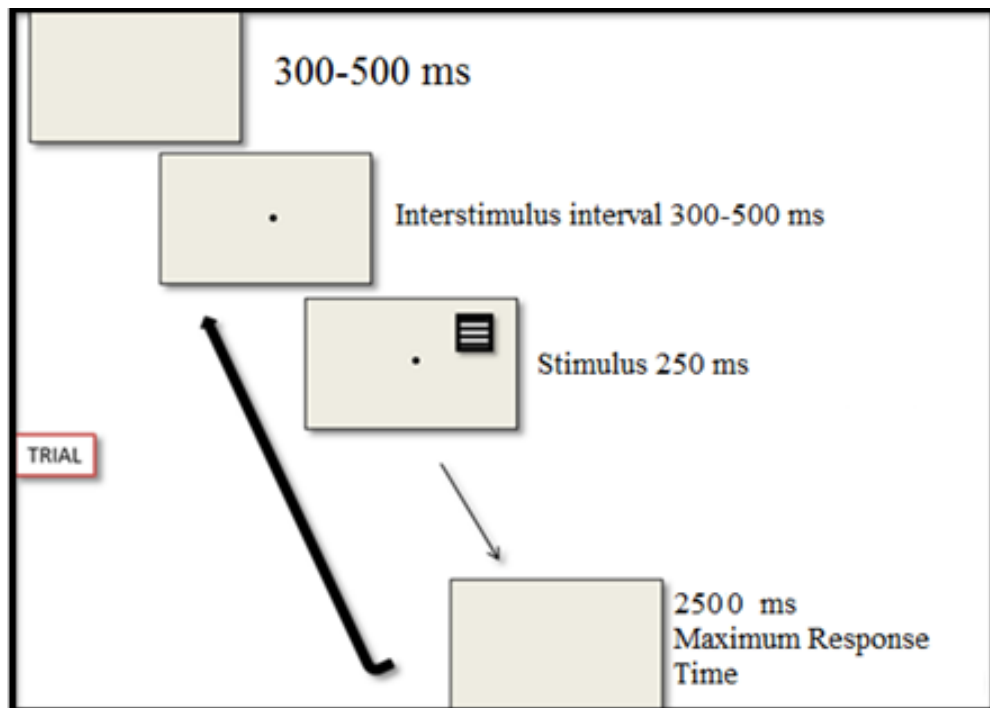 300-500 ms
Interstimulus interval 300-500 ms
Stimulus 250 ms
TRIAL
2500 ms
Maximum Response
Time